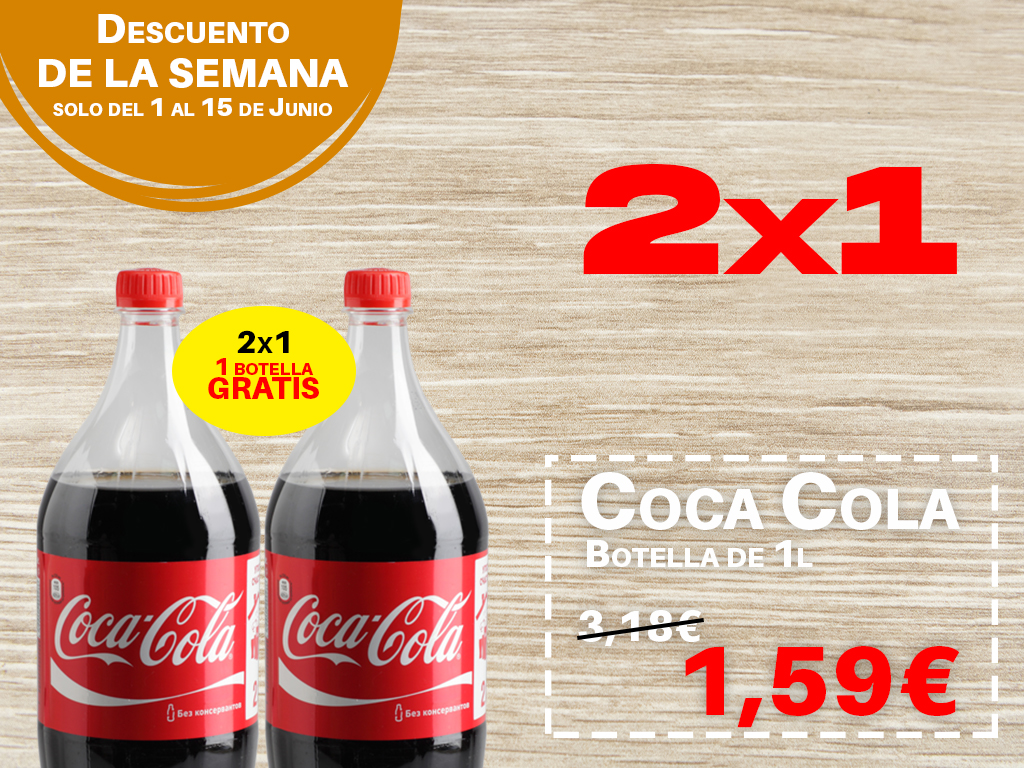 Descuento
DE LA SEMANA
SOLO DEL 1 AL 15 DE JUNIO
2x1
2x1
1 BOTELLA
GRATIS
Coca Cola
Botella de 1L
3,18€
1,59€
Coca-Cola
Без консервантов
Coca-Cola
Без консервантов